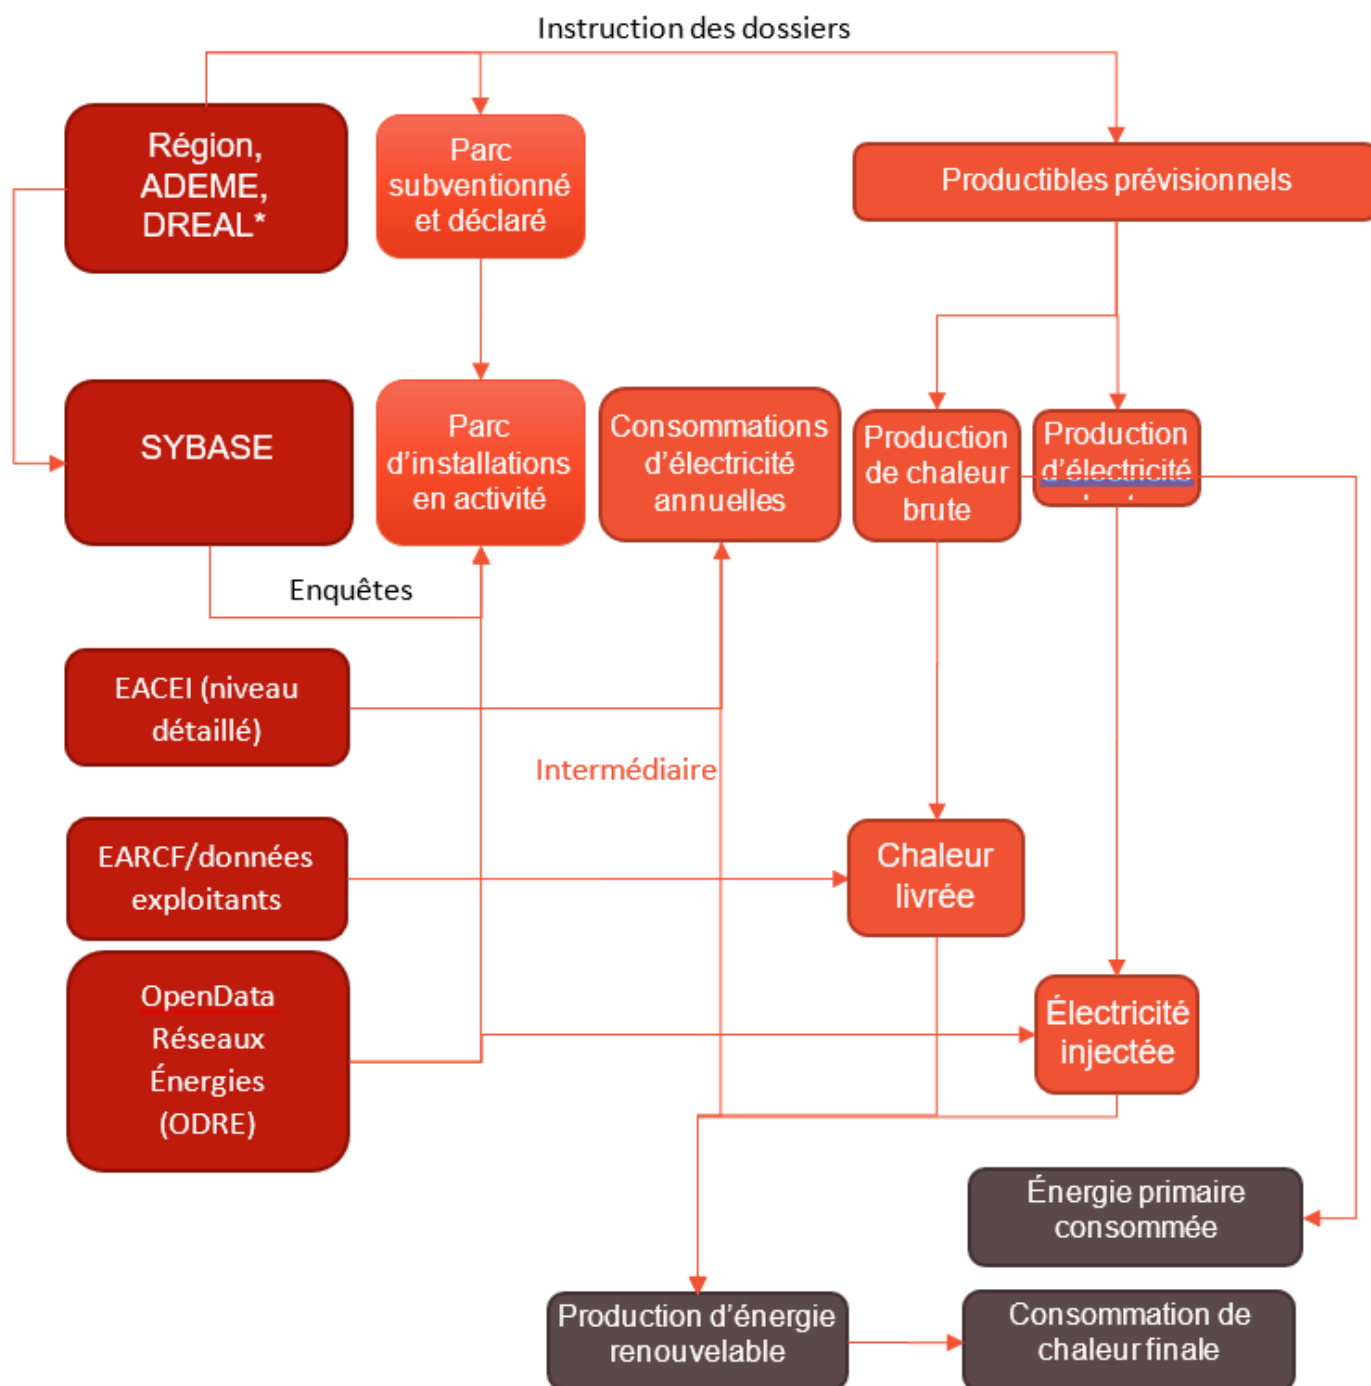 Instruction des dossiers
Région,
ADEME,
DREAL*
Parc
subventionné
et déclaré
Productibles prévisionnels
SYBASE
Parc
d'installations
en activité
Consommations
d'électricité
annuelles
Production
de chaleur
brute
Production
d'électricité
Enquêtes
EACEI (niveau
détaillé)
Intermédiaire
EARCF/données
exploitants
Chaleur
livrée
OpenData
Réseaux
Énergies
(ODRE)
Électricité
injectée
Énergie primaire
consommée
Production d'énergie
renouvelable
Consommation de
chaleur finale